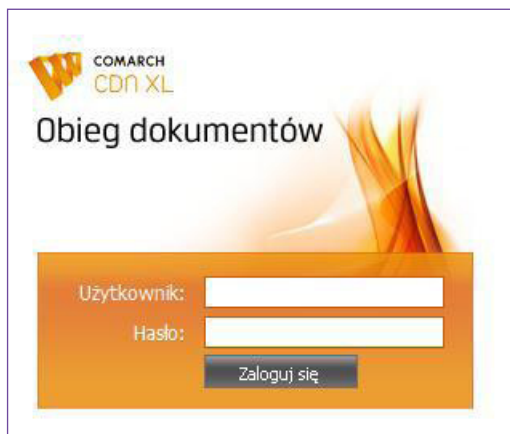 COMARCH
CDN XL
Obieg dokumentów
Użytkownik:
Hasło:
Zaloguj się